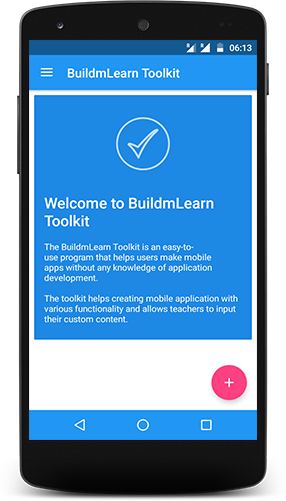 06:13
BuildmLearn Toolkit
Welcome to BuildmLearn
Toolkit
The BuildmLearn Toolkit is an easy-to-
use program that helps users make mobile
apps without any knowledge of application
development.
The toolkit helps creating mobile application with
various functionality and allows teachers to input
their custom content.